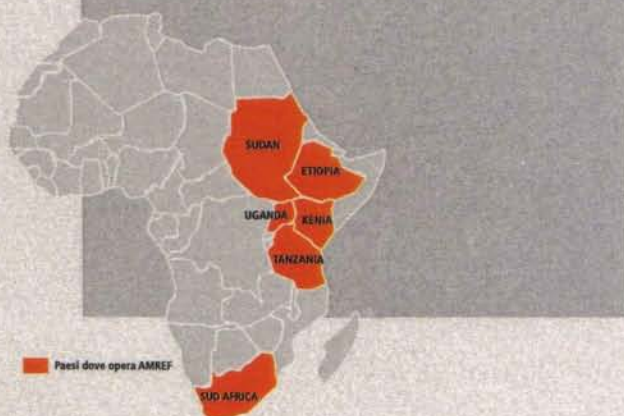 SUDAN
ETIOPIA
UGANDA
KENIA
TANZANIA
Paesi dove opera AMREF
SUD AFRICA